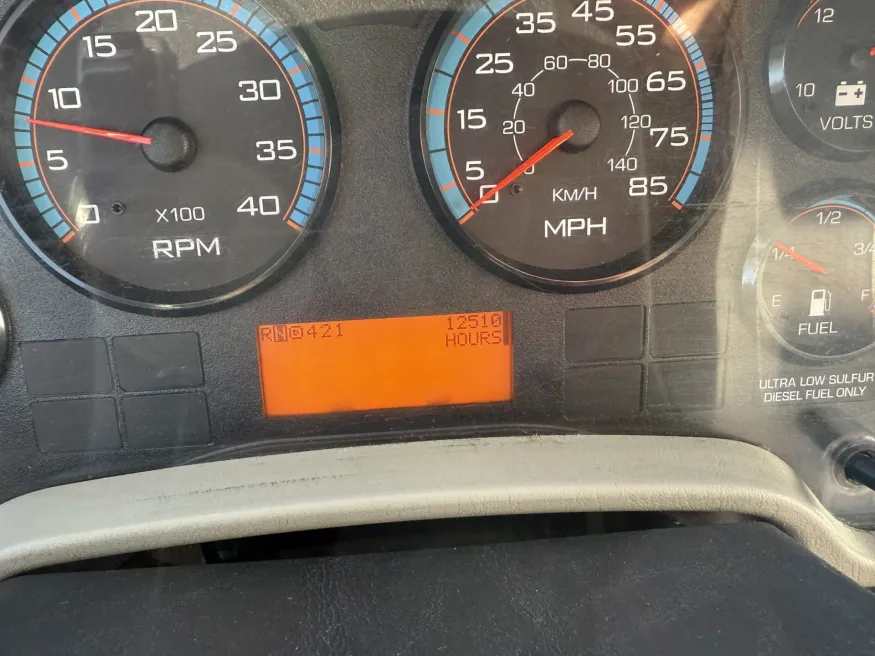 0 5 10 15 20 25 30 35 40
X100
RPM
0 5 15 25 35 45 55 65 75 85
0 20 40 60 80 100 120 140
KM/H
MPH
12
10
- +
VOLTS
RND421
12510
HOURS
E 1/4 1/2 3/4 F
FUEL
ULTRA LOW SULFUR
DIESEL FUEL ONLY